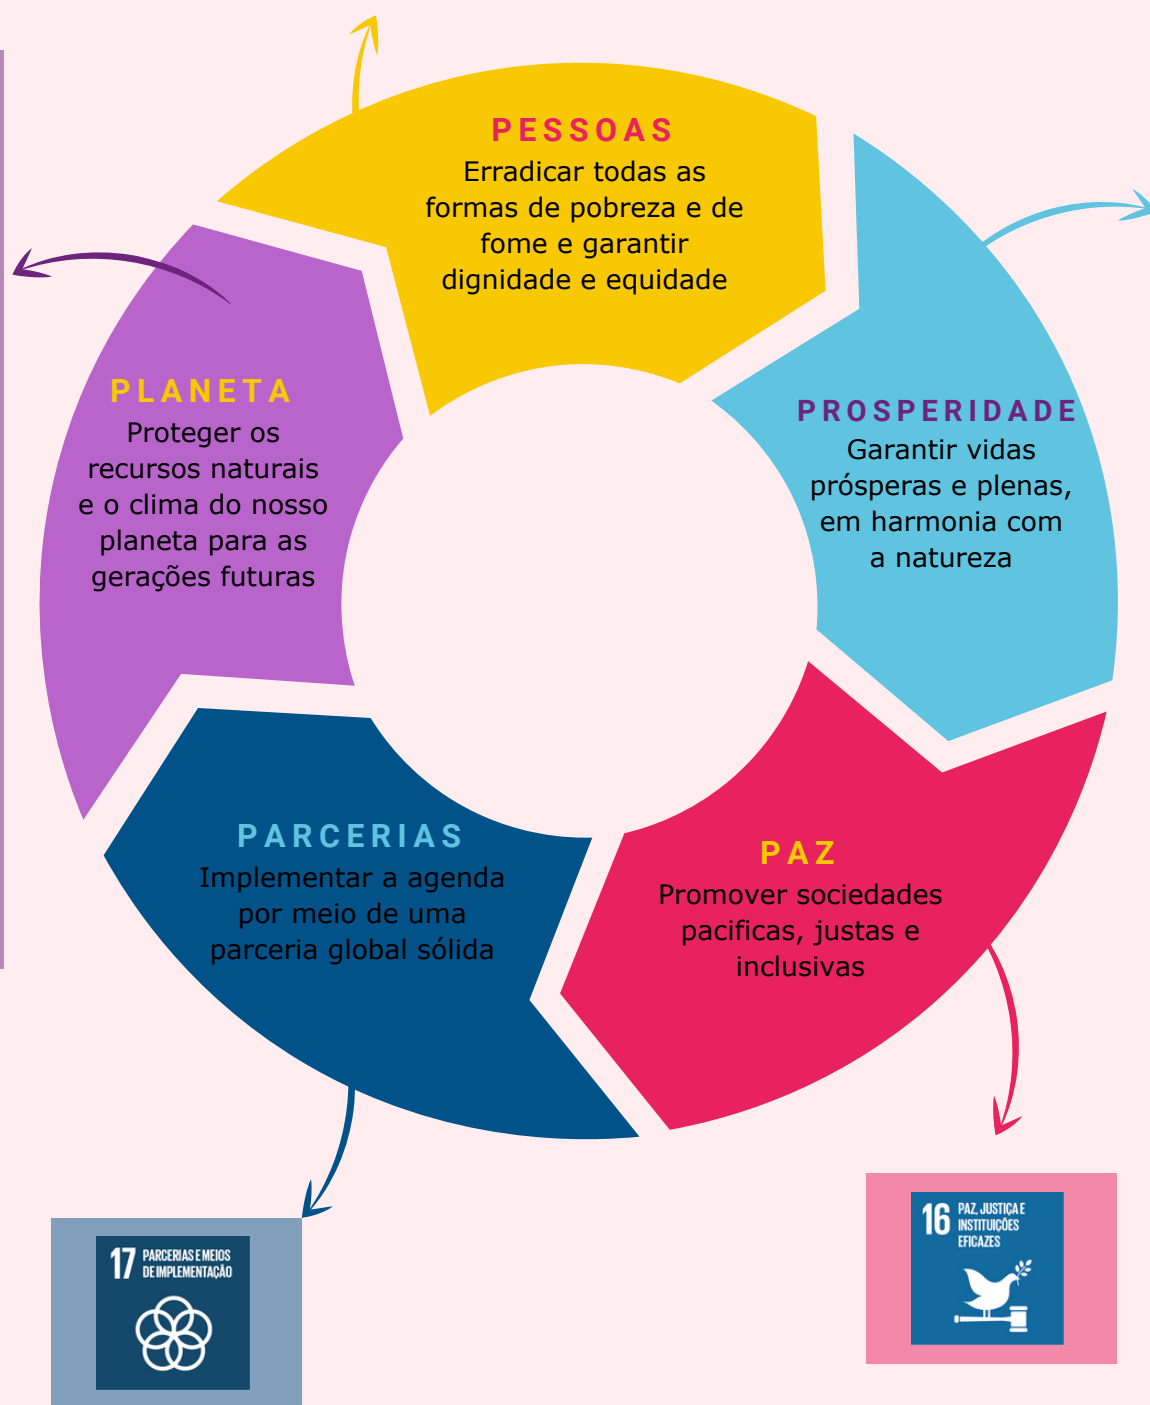 PESSOAS
Erradicar todas as
formas de pobreza e de
fome e garantir
dignidade e equidade
PLANETA
Proteger os
recursos naturais
e o clima do nosso
planeta para as
gerações futuras
PROSPERIDADE
Garantir vidas
prósperas e plenas,
em harmonia com
a natureza
PARCERIAS
Implementar a agenda
por meio de uma
parceria global sólida
PAZ
Promover sociedades
pacificas, justas e
inclusivas
17 PARCERIAS E MEIOS
DE IMPLEMENTAÇÃO
16 PAZ, JUSTIÇA E
INSTITUIÇÕES
EFICAZES